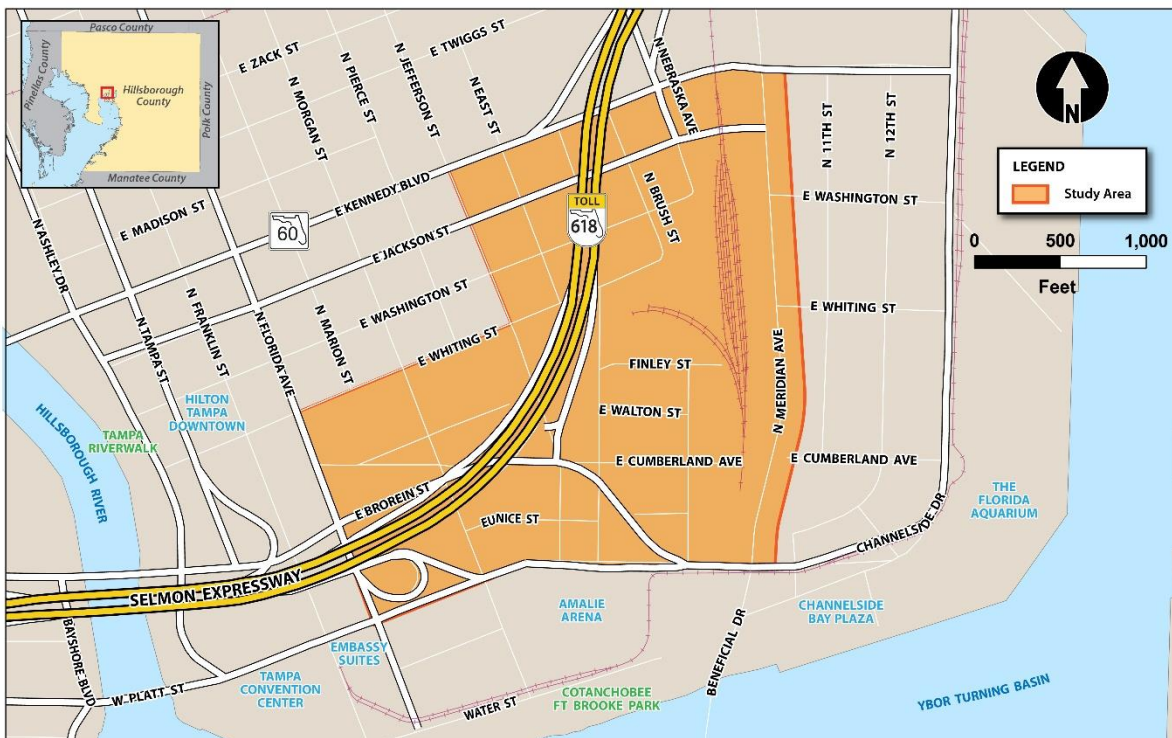 Pasco County
Pinellas County
Hillsborough
County
Polk County
Manatee County
E ZACK ST
E TWIGGS ST
N MORGAN ST
N PIERCE ST
N JEFFERSON ST
N EAST ST
N NEBRASKA AVE
N 11TH ST
N 12TH ST
N
LEGEND
Study Area
0 500 1,000
Feet
E MADISON ST
60
E KENNEDY BLVD
TOLL
618
N BRUSH ST
E WASHINGTON ST
N ASHLEY DR
E JACKSON ST
N TAMPA ST
N FRANKLIN ST
N FLORIDA AVE
N MARION ST
E WASHINGTON ST
E WHITING ST
E WHITING ST
FINLEY ST
N MERIDIAN AVE
HILTON
TAMPA
DOWNTOWN
E WALTON ST
HILLSBOROUGH RIVER
TAMPA
RIVERWALK
E CUMBERLAND AVE
E CUMBERLAND AVE
THE
FLORIDA
AQUARIUM
E BROREIN ST
EUNICE ST
CHANNELSIDE DR
SELMON EXPRESSWAY
AMALIE
ARENA
CHANNELSIDE
BAY PLAZA
BAYSHORE BLVD
W PLATT ST
EMBASSY
SUITES
TAMPA
CONVENTION
CENTER
BENEFICIAL DR
WATER ST
COTANCHOBEE
FT BROOKE PARK
YBOR TURNING BASIN